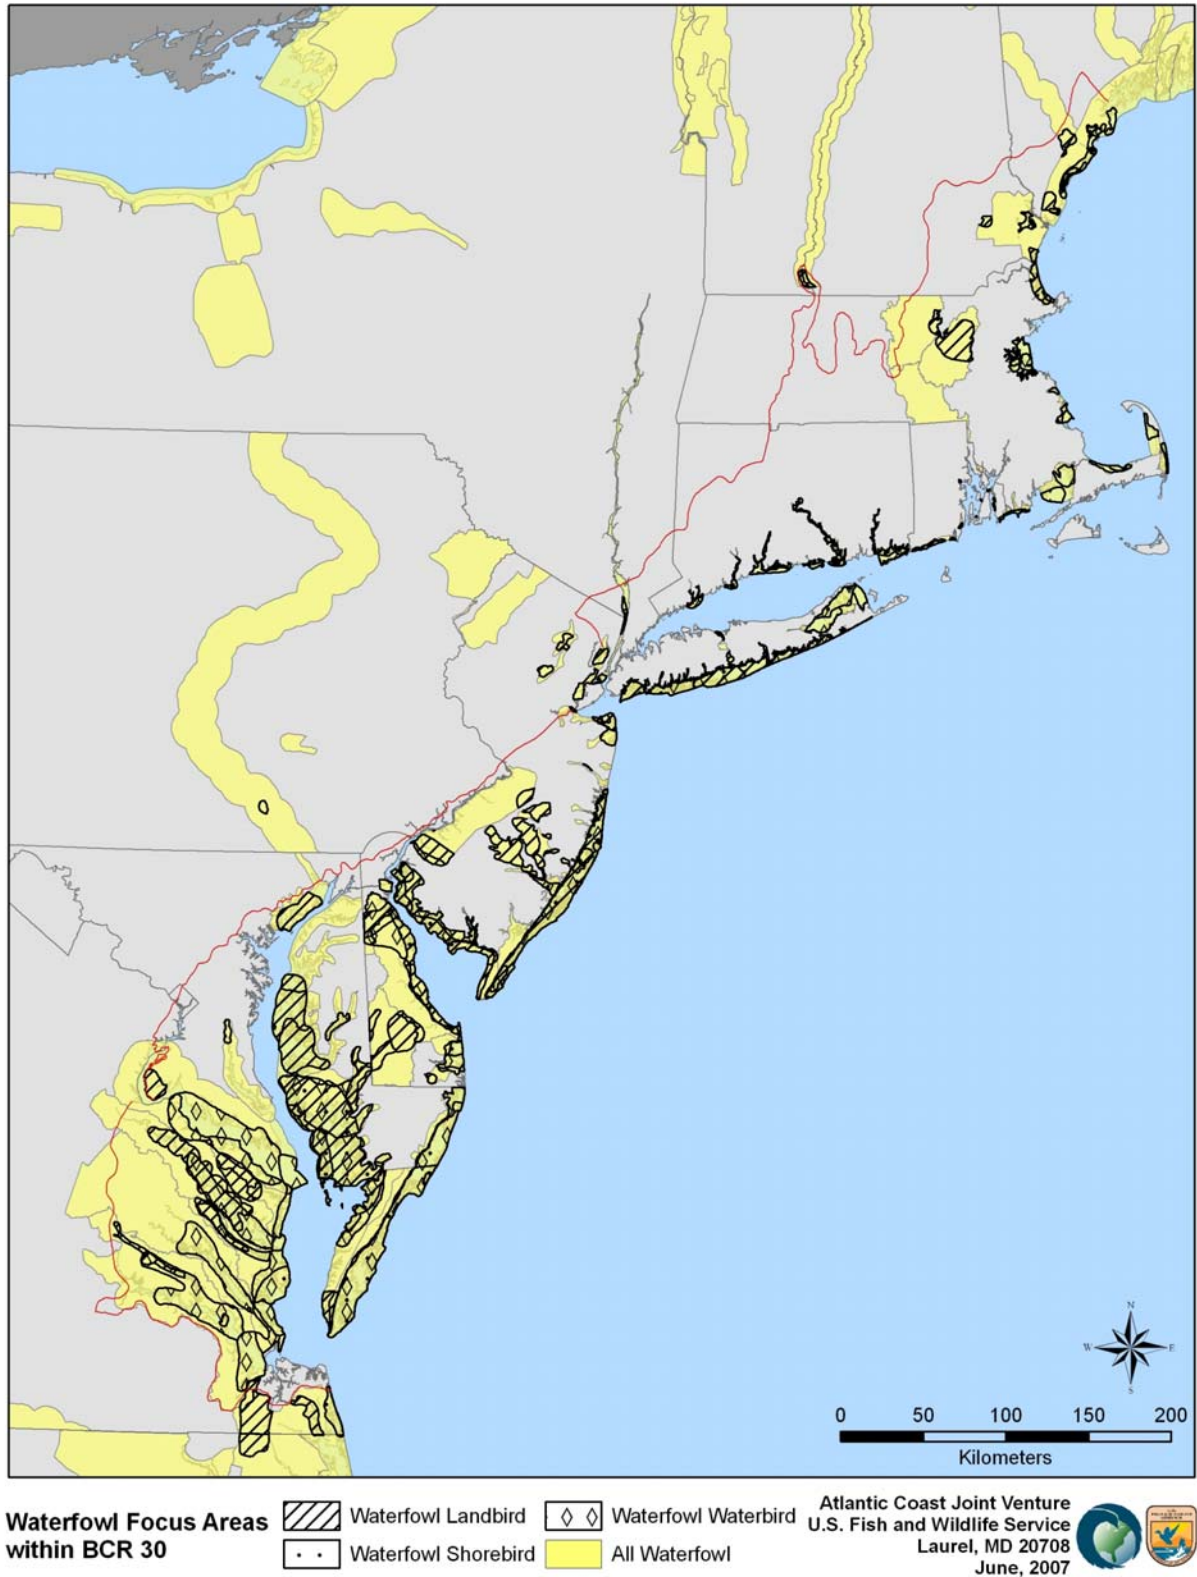 N
W
E
S
0 50 100 150 200
Kilometers
Waterfowl Focus Areas
within BCR 30
Waterfowl Landbird
Waterfowl Shorebird
Waterfowl Waterbird
All Waterfowl
Atlantic Coast Joint Venture
U.S. Fish and Wildlife Service
Laurel, MD 20708
June, 2007